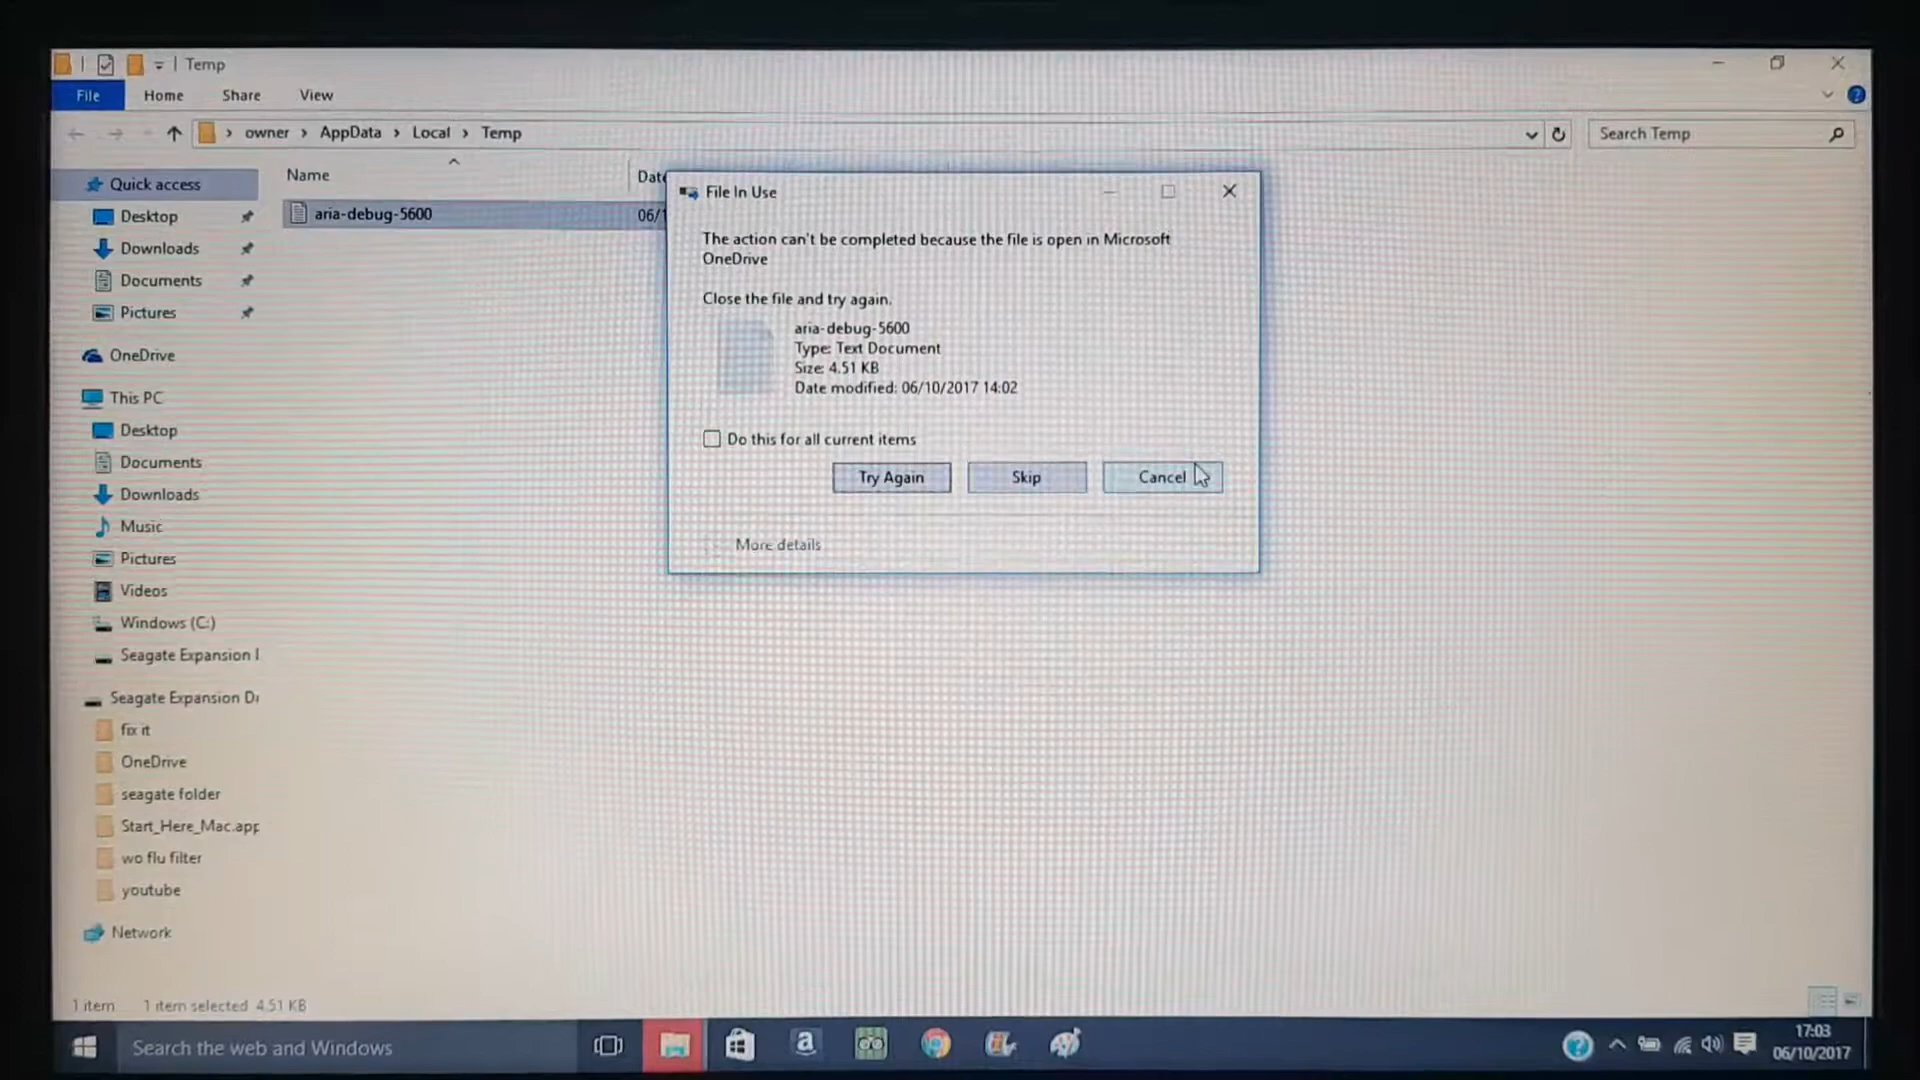 Temp
File Home Share View
owner AppData Local Temp
Search Temp
Name
Date
Quick access
Desktop
Downloads
Documents
Pictures
OneDrive
This PC
Desktop
Documents
Downloads
Music
Pictures
Videos
Windows (C:)
Seagate Expansion
Seagate Expansion Dr
fix it
OneDrive
seagate folder
Start_Here_Mac.app
wo flu filter
youtube
Network
aria-debug-5600
06/1
File In Use
The action can't be completed because the file is open in Microsoft
OneDrive
Close the file and try again.
aria-debug-5600
Type: Text Document
Size: 4.51 KB
Date modified: 06/10/2017 14:02
Do this for all current items
Try Again Skip Cancel
More details
1 item 1 item selected 4.51 KB
Search the web and Windows
a
17:03
06/10/2017